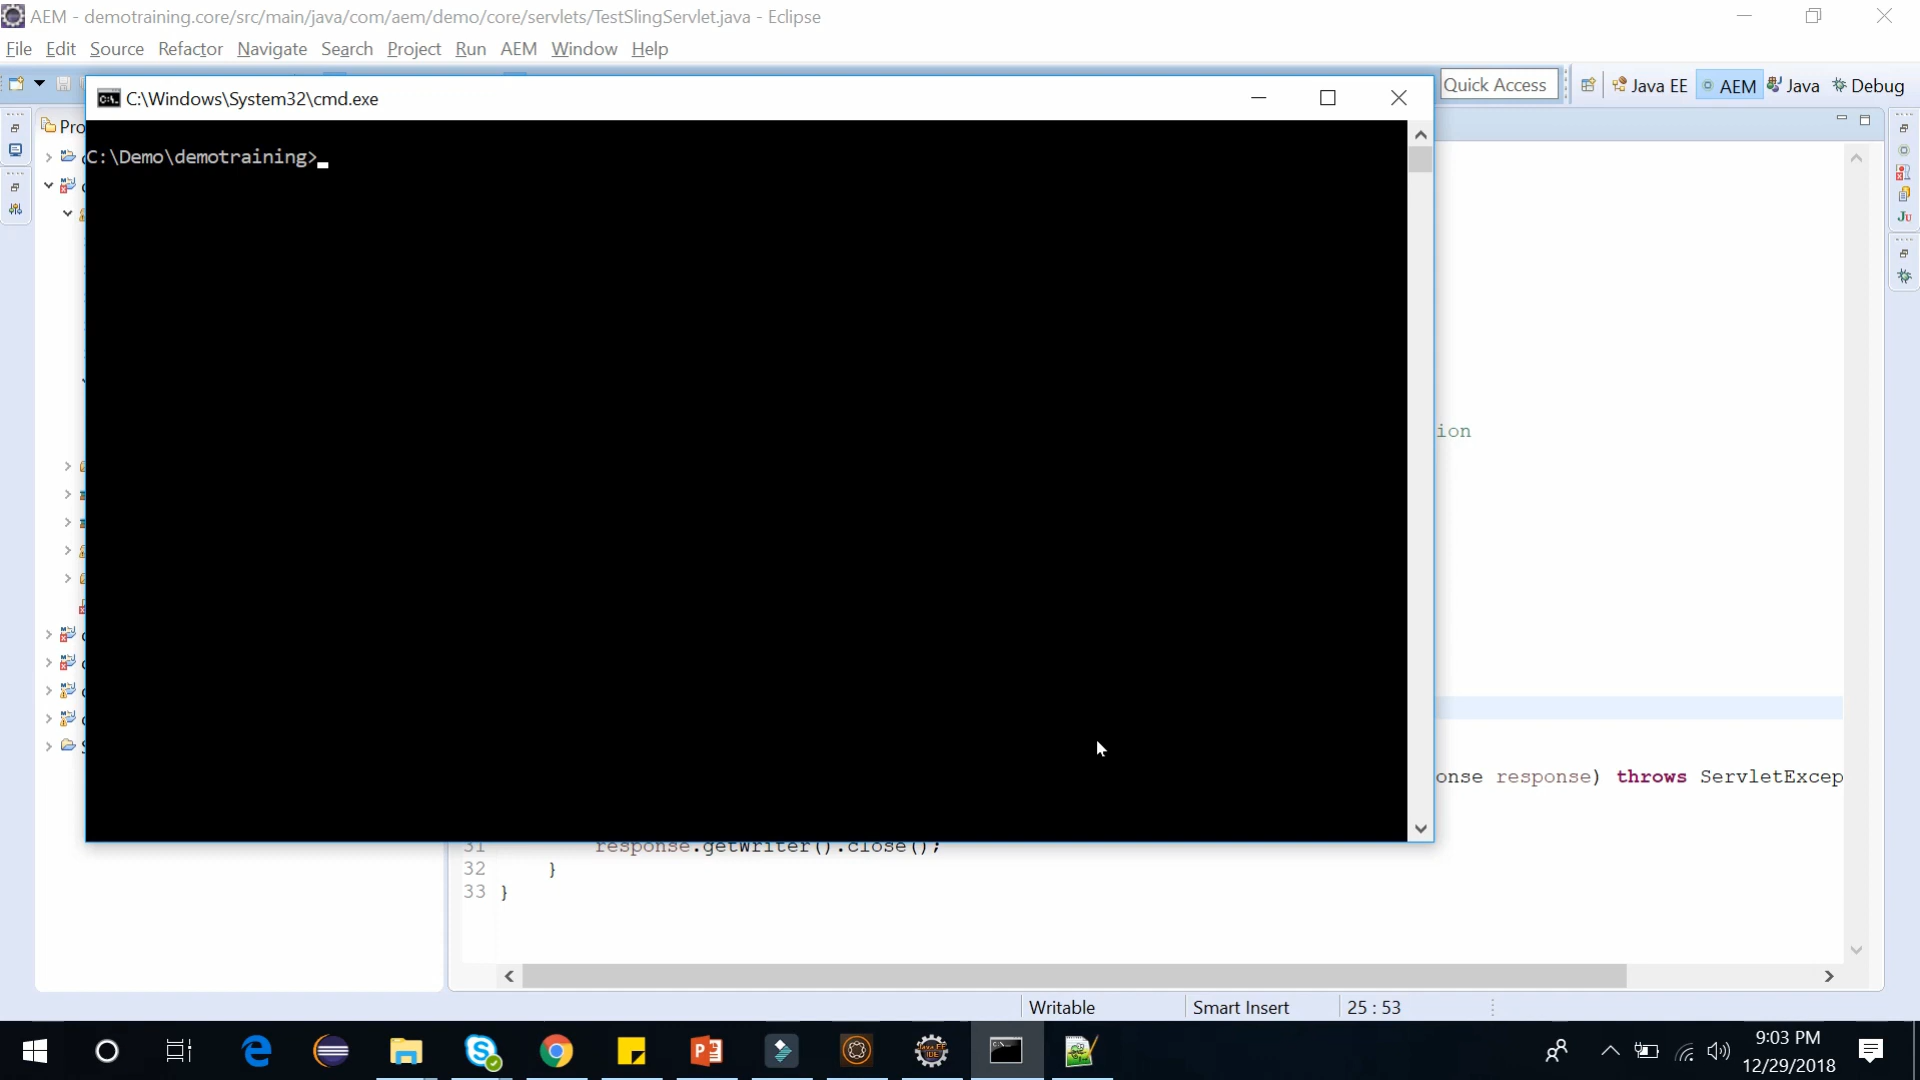 AEM - demotraining.core/src/main/java/com/aem/demo/core/servlets/TestSlingServlet.java - Eclipse
File Edit Source Refactor Navigate Search Project Run AEM Window Help
Quick Access Java EE AEM Java Debug
C:\Windows\System32\cmd.exe
Pro
C:\Demo\demotraining>
ion
onse response) throws ServletExcep
31 response.getWriter().close();
32 }
33 }
Writable Smart Insert 25 : 53
9:03 PM
12/29/2018